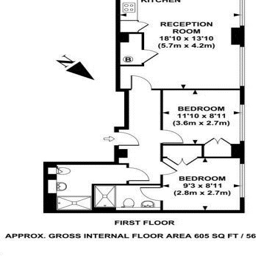 KITCHEN
RECEPTION
ROOM
18'10 x 13'10
(5.7m x 4.2m)
B
N
BEDROOM
11'10 x 8'11
(3.6m x 2.7m)
BEDROOM
9'3 x 8'11
(2.8m x 2.7m)
FIRST FLOOR
APPROX. GROSS INTERNAL FLOOR AREA 605 SQ FT / 56